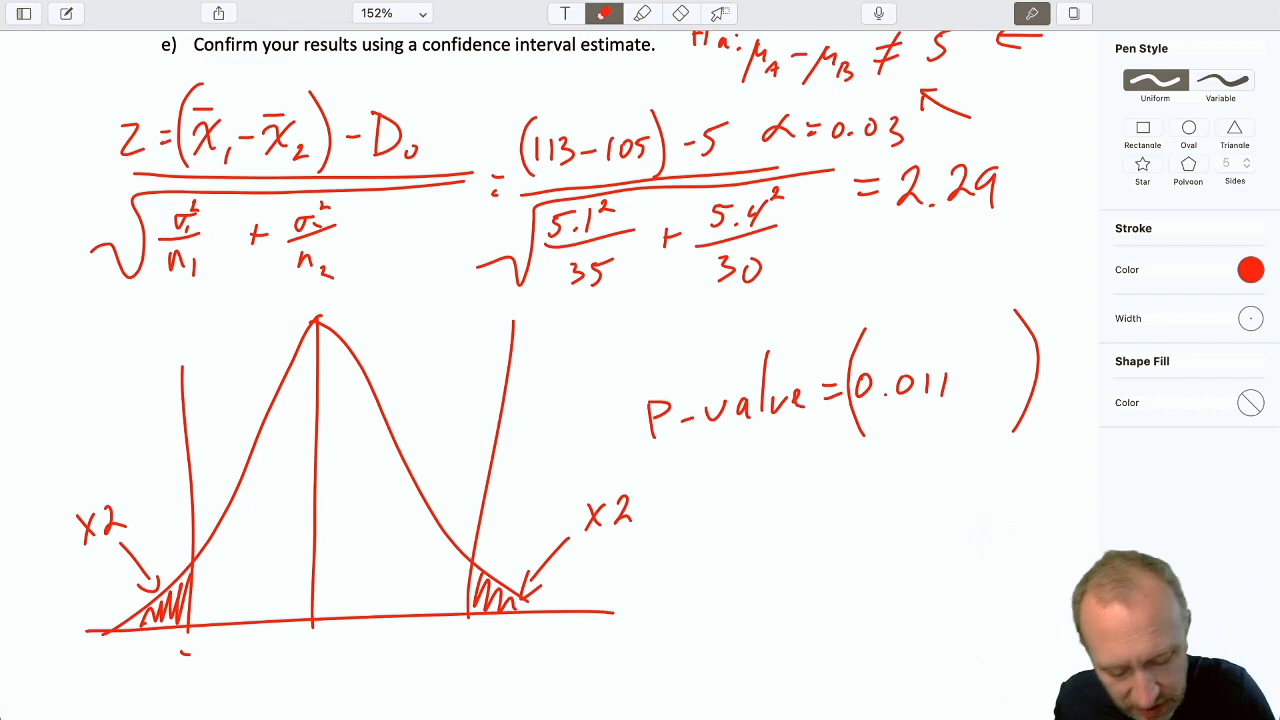 152%
T
Pen Style
e) Confirm your results using a confidence interval estimate.
Ha: μA - μB ≠ 5
Uniform
Variable
Rectangle
Oval
Triangle
Star
Polygon
5
Sides
Z = (x̄1 - x̄2) - D0 / √(σ1²/n1 + σ2²/n2) = (113 - 105) - 5 / √(5.1²/35 + 5.4²/30) = 2.29
α = 0.03
Stroke
Color
Width
Shape Fill
Color
P-value = (0.011 )
x2
x2